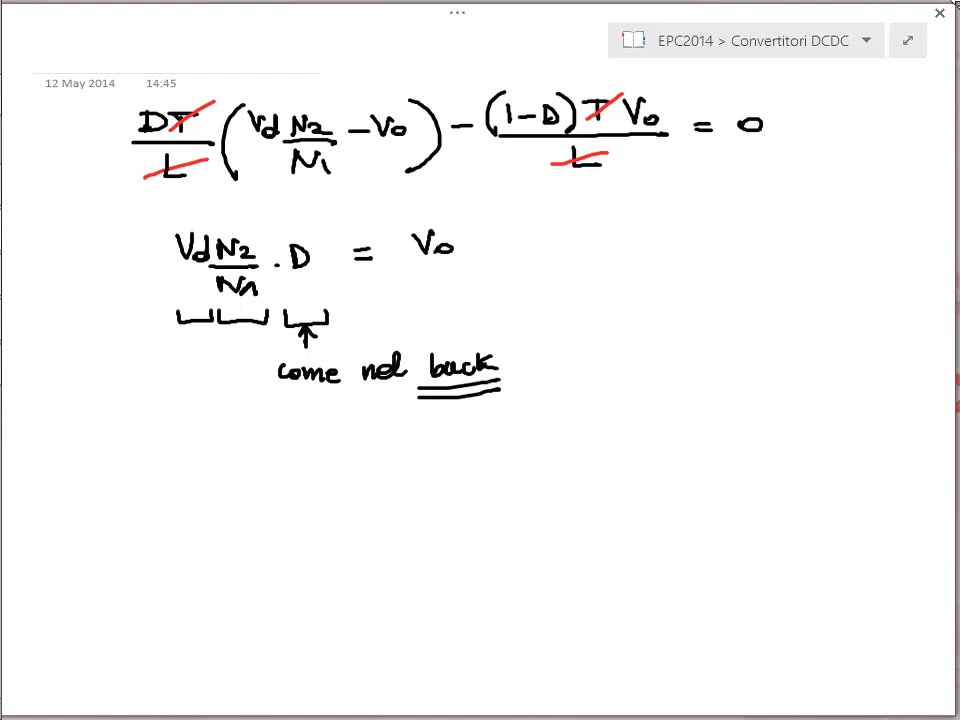 EPC2014 > Convertitori DCDC
12 May 2014 14:45
DT/L (Vd N2/N1 - Vo) - (1-D)T Vo/L = 0
Vd N2/N1 . D = Vo
come nel buck